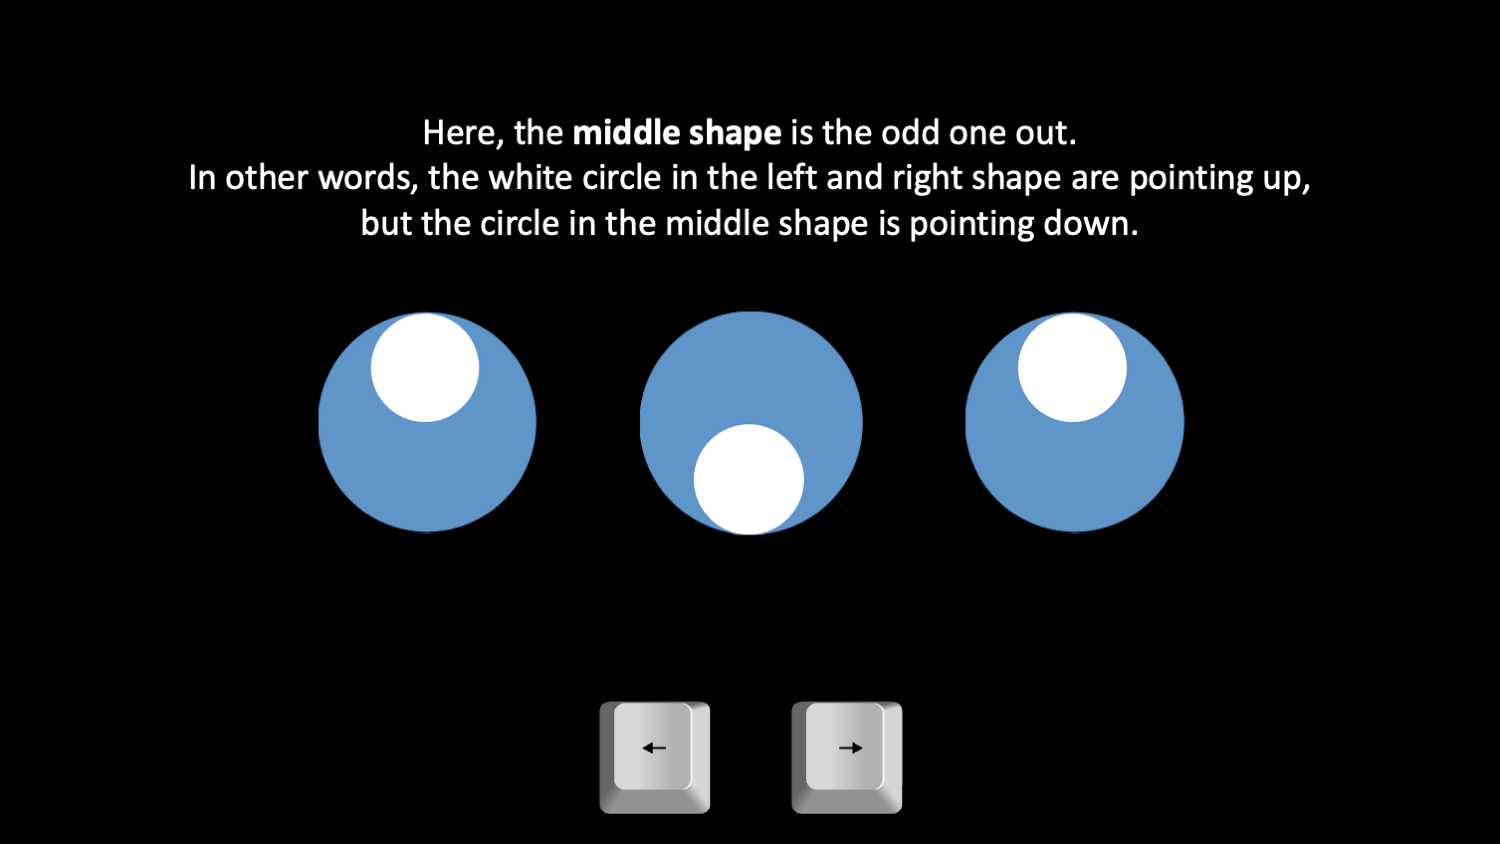 Here, the middle shape is the odd one out.
In other words, the white circle in the left and right shape are pointing up,
but the circle in the middle shape is pointing down.
← →